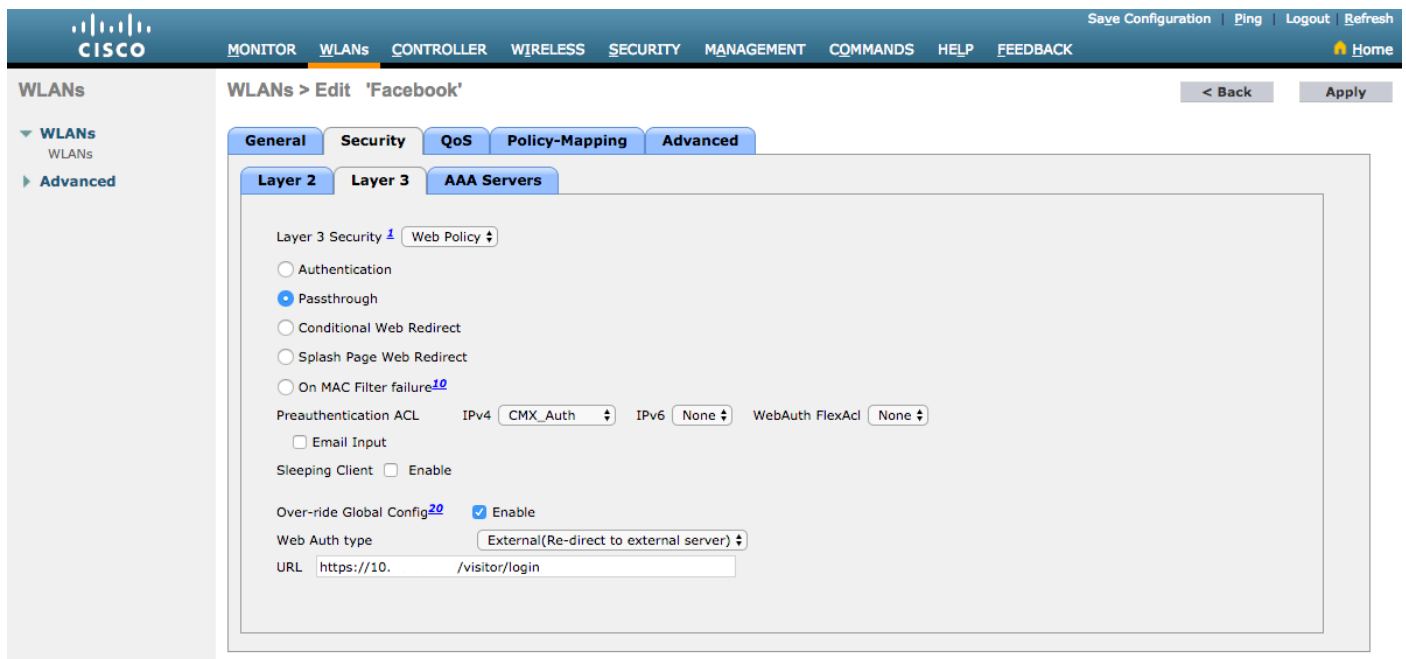 Save Configuration | Ping | Logout | Refresh
CISCO MONITOR WLANs CONTROLLER WIRELESS SECURITY MANAGEMENT COMMANDS HELP FEEDBACK Home
WLANs
WLANs > Edit 'Facebook'
< Back Apply
WLANs
WLANs
Advanced
General Security QoS Policy-Mapping Advanced
Layer 2 Layer 3 AAA Servers
Layer 3 Security 1 Web Policy
Authentication
Passthrough
Conditional Web Redirect
Splash Page Web Redirect
On MAC Filter failure10
Preauthentication ACL IPv4 CMX_Auth IPv6 None WebAuth FlexAcl None
Email Input
Sleeping Client Enable
Over-ride Global Config20 Enable
Web Auth type External(Re-direct to external server)
URL https://10. /visitor/login